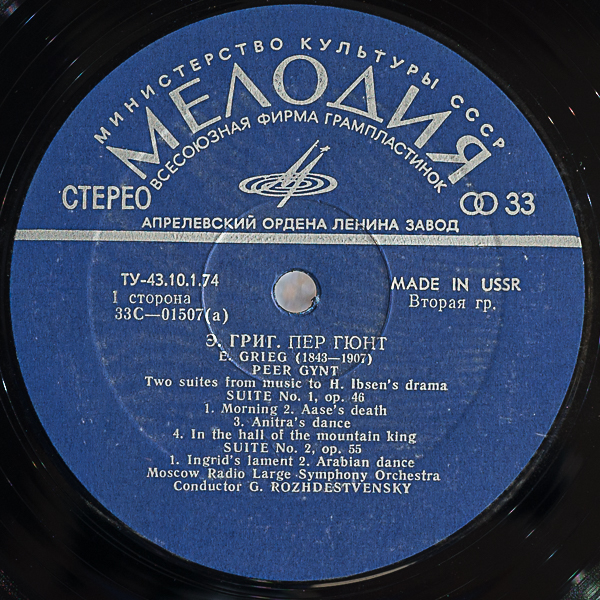 МИНИСТЕРСТВО КУЛЬТУРЫ СССР
МЕЛОДИЯ
ВСЕСОЮЗНАЯ ФИРМА ГРАМПЛАСТИНОК
СТЕРЕО
33
АПРЕЛЕВСКИЙ ОРДЕНА ЛЕНИНА ЗАВОД
ТУ-43.10.1.74
MADE IN USSR
I сторона
Вторая гр.
33С—01507(а)
Э. ГРИГ. ПЕР ГЮНТ
E. GRIEG (1843—1907)
PEER GYNT
Two suites from music to H. Ibsen's drama
SUITE No. 1, op. 46
1. Morning 2. Aase's death
3. Anitra's dance
4. In the hall of the mountain king
SUITE No. 2, op. 55
1. Ingrid's lament 2. Arabian dance
Moscow Radio Large Symphony Orchestra
Conductor G. ROZHDESTVENSKY